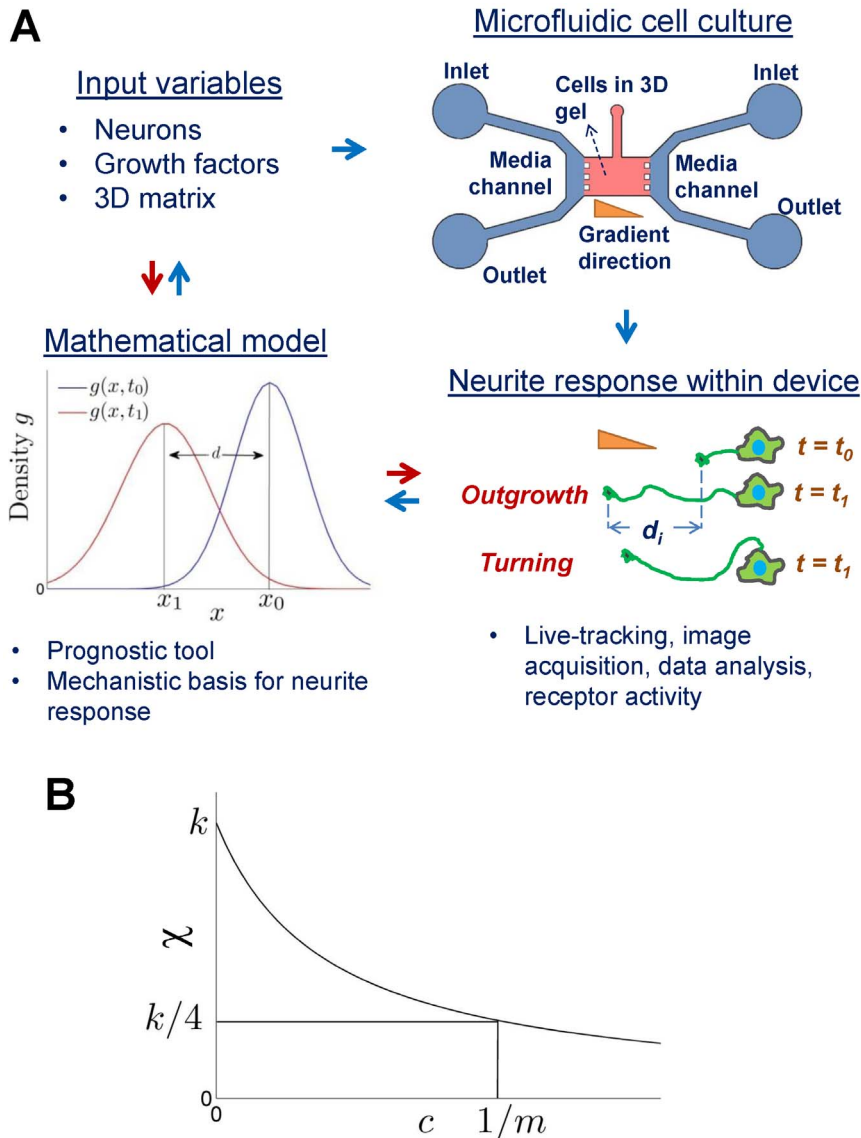 A
Input variables
• Neurons
• Growth factors
• 3D matrix
Microfluidic cell culture
Inlet
Cells in 3D
gel
Inlet
Media
channel
Media
channel
Outlet
Gradient
direction
Outlet
Mathematical model
g(x, t₀)
g(x, t₁)
Density g
d
0
x₁
x
x₀
• Prognostic tool
• Mechanistic basis for neurite
response
Neurite response within device
t = t₀
Outgrowth
t = t₁
dᵢ
Turning
t = t₁
• Live-tracking, image
acquisition, data analysis,
receptor activity
B
k
χ
k/4
0
0
c
1/m